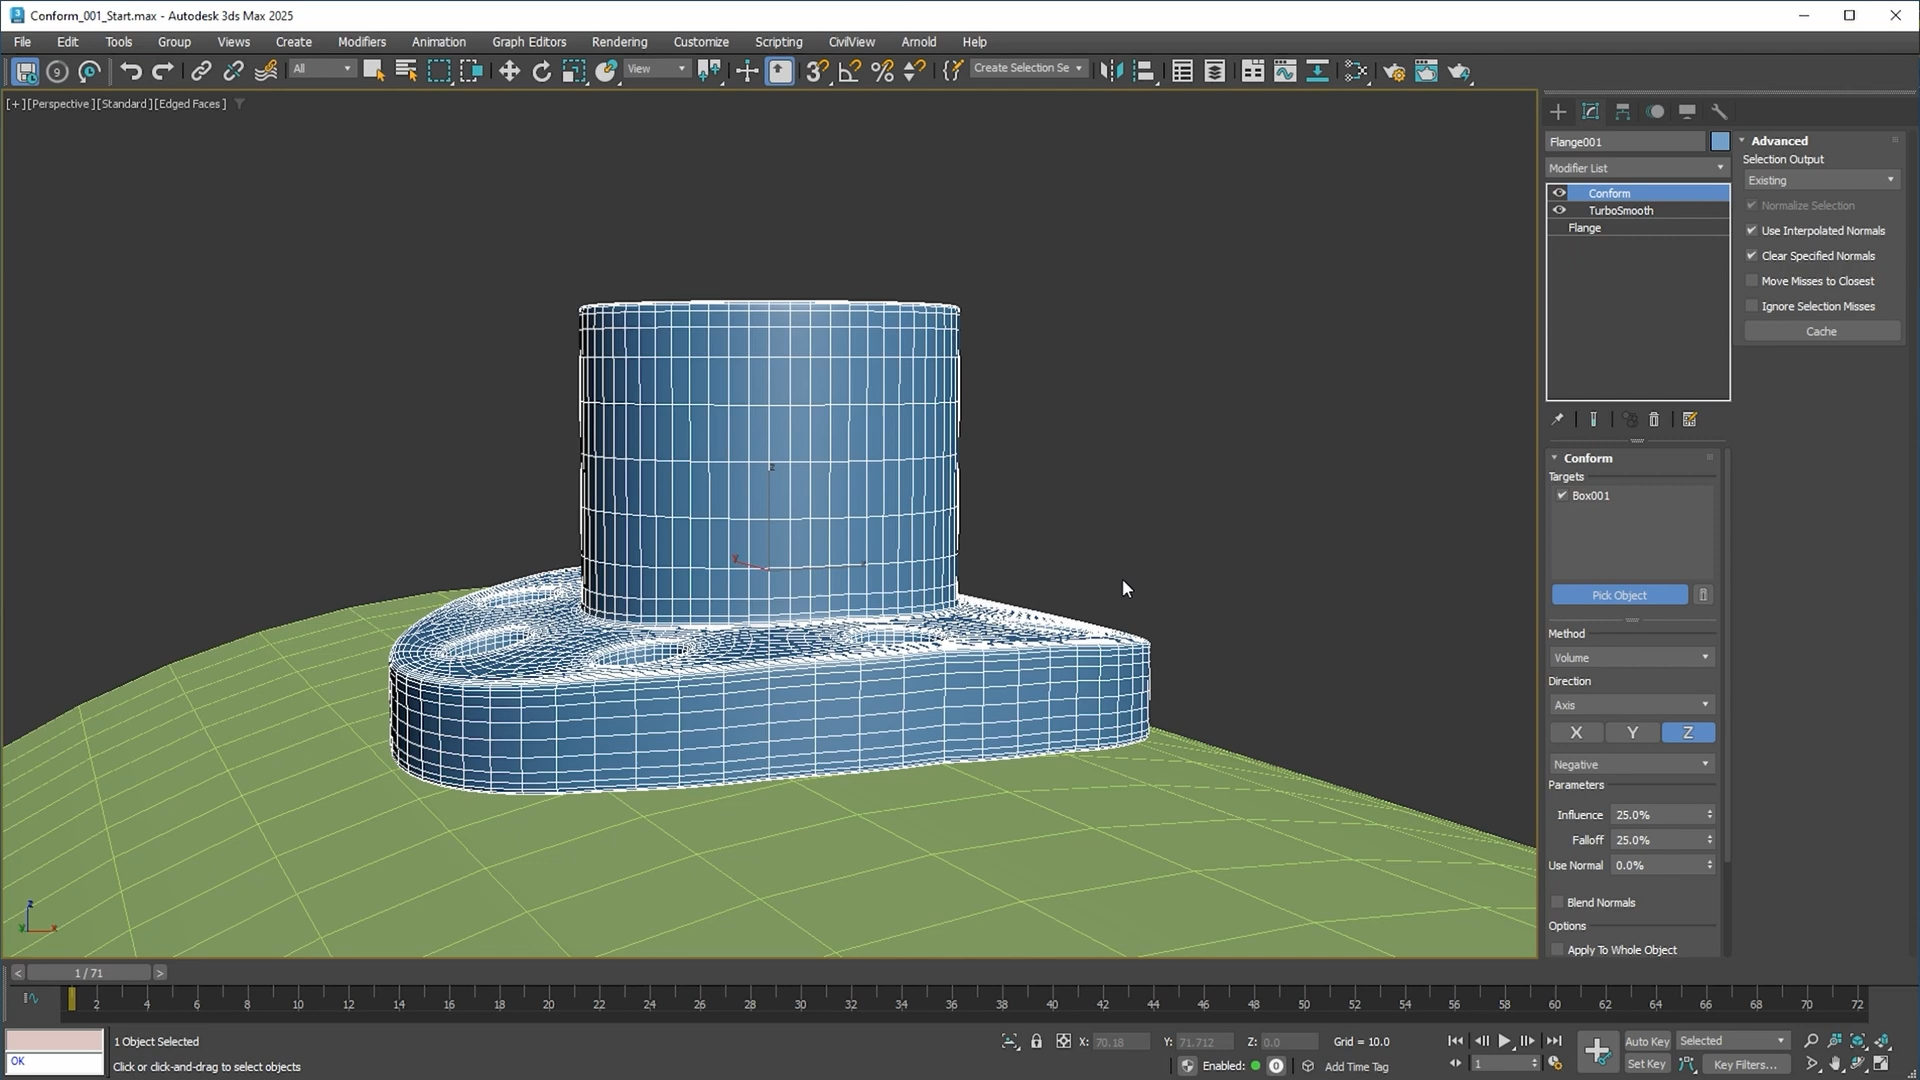 Conform_001_Start.max - Autodesk 3ds Max 2025
File Edit Tools Group Views Create Modifiers Animation Graph Editors Rendering Customize Scripting CivilView Arnold Help
All View Create Selection Se
[+][Perspective][Standard][Edged Faces]
Flange001
Modifier List
Conform
TurboSmooth
Flange
Advanced
Selection Output
Existing
Normalize Selection
Use Interpolated Normals
Clear Specified Normals
Move Misses to Closest
Ignore Selection Misses
Cache
Conform
Targets
Box001
Pick Object
Method
Volume
Direction
Axis
X Y Z
Negative
Parameters
Influence 25.0%
Falloff 25.0%
Use Normal 0.0%
Blend Normals
Options
Apply To Whole Object
z
y
z
y x
< 1 / 71 >
2 4 6 8 10 12 14 16 18 20 22 24 26 28 30 32 34 36 38 40 42 44 46 48 50 52 54 56 58 60 62 64 66 68 70 72
OK
1 Object Selected
Click or click-and-drag to select objects
X: 70.18 Y: 71.712 Z: 0.0 Grid = 10.0
Enabled: 0 Add Time Tag
1
Auto Key Selected
Set Key Key Filters...